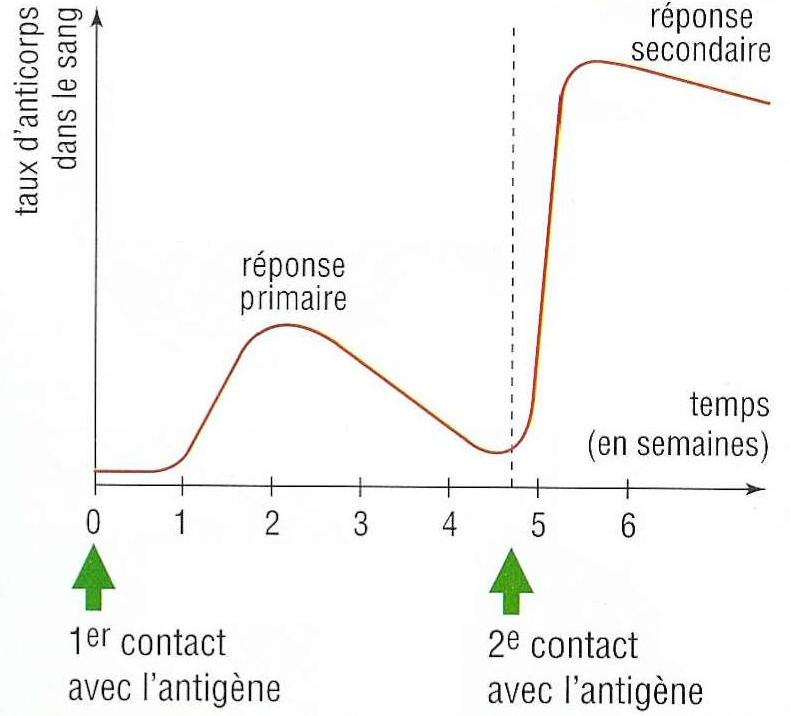 taux d'anticorps
dans le sang
réponse
secondaire
réponse
primaire
temps
(en semaines)
0 1 2 3 4 5 6
1er contact
avec l'antigène
2e contact
avec l'antigène